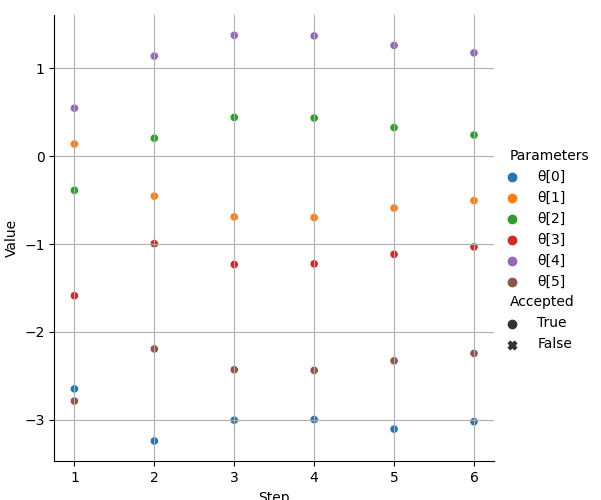 1
0
−1
−2
−3
Value
1
2
3
4
5
6
Step
Parameters
θ[0]
θ[1]
θ[2]
θ[3]
θ[4]
θ[5]
Accepted
True
False